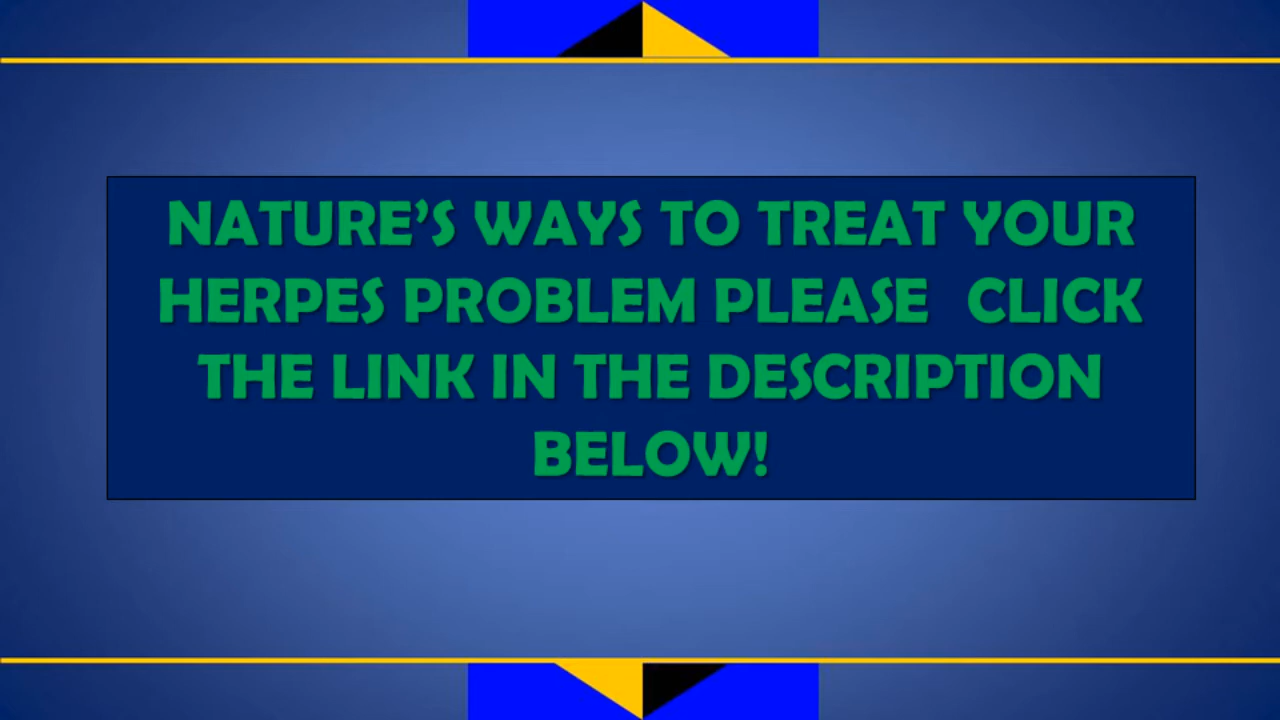 NATURE'S WAYS TO TREAT YOUR
HERPES PROBLEM PLEASE  CLICK
THE LINK IN THE DESCRIPTION
BELOW!